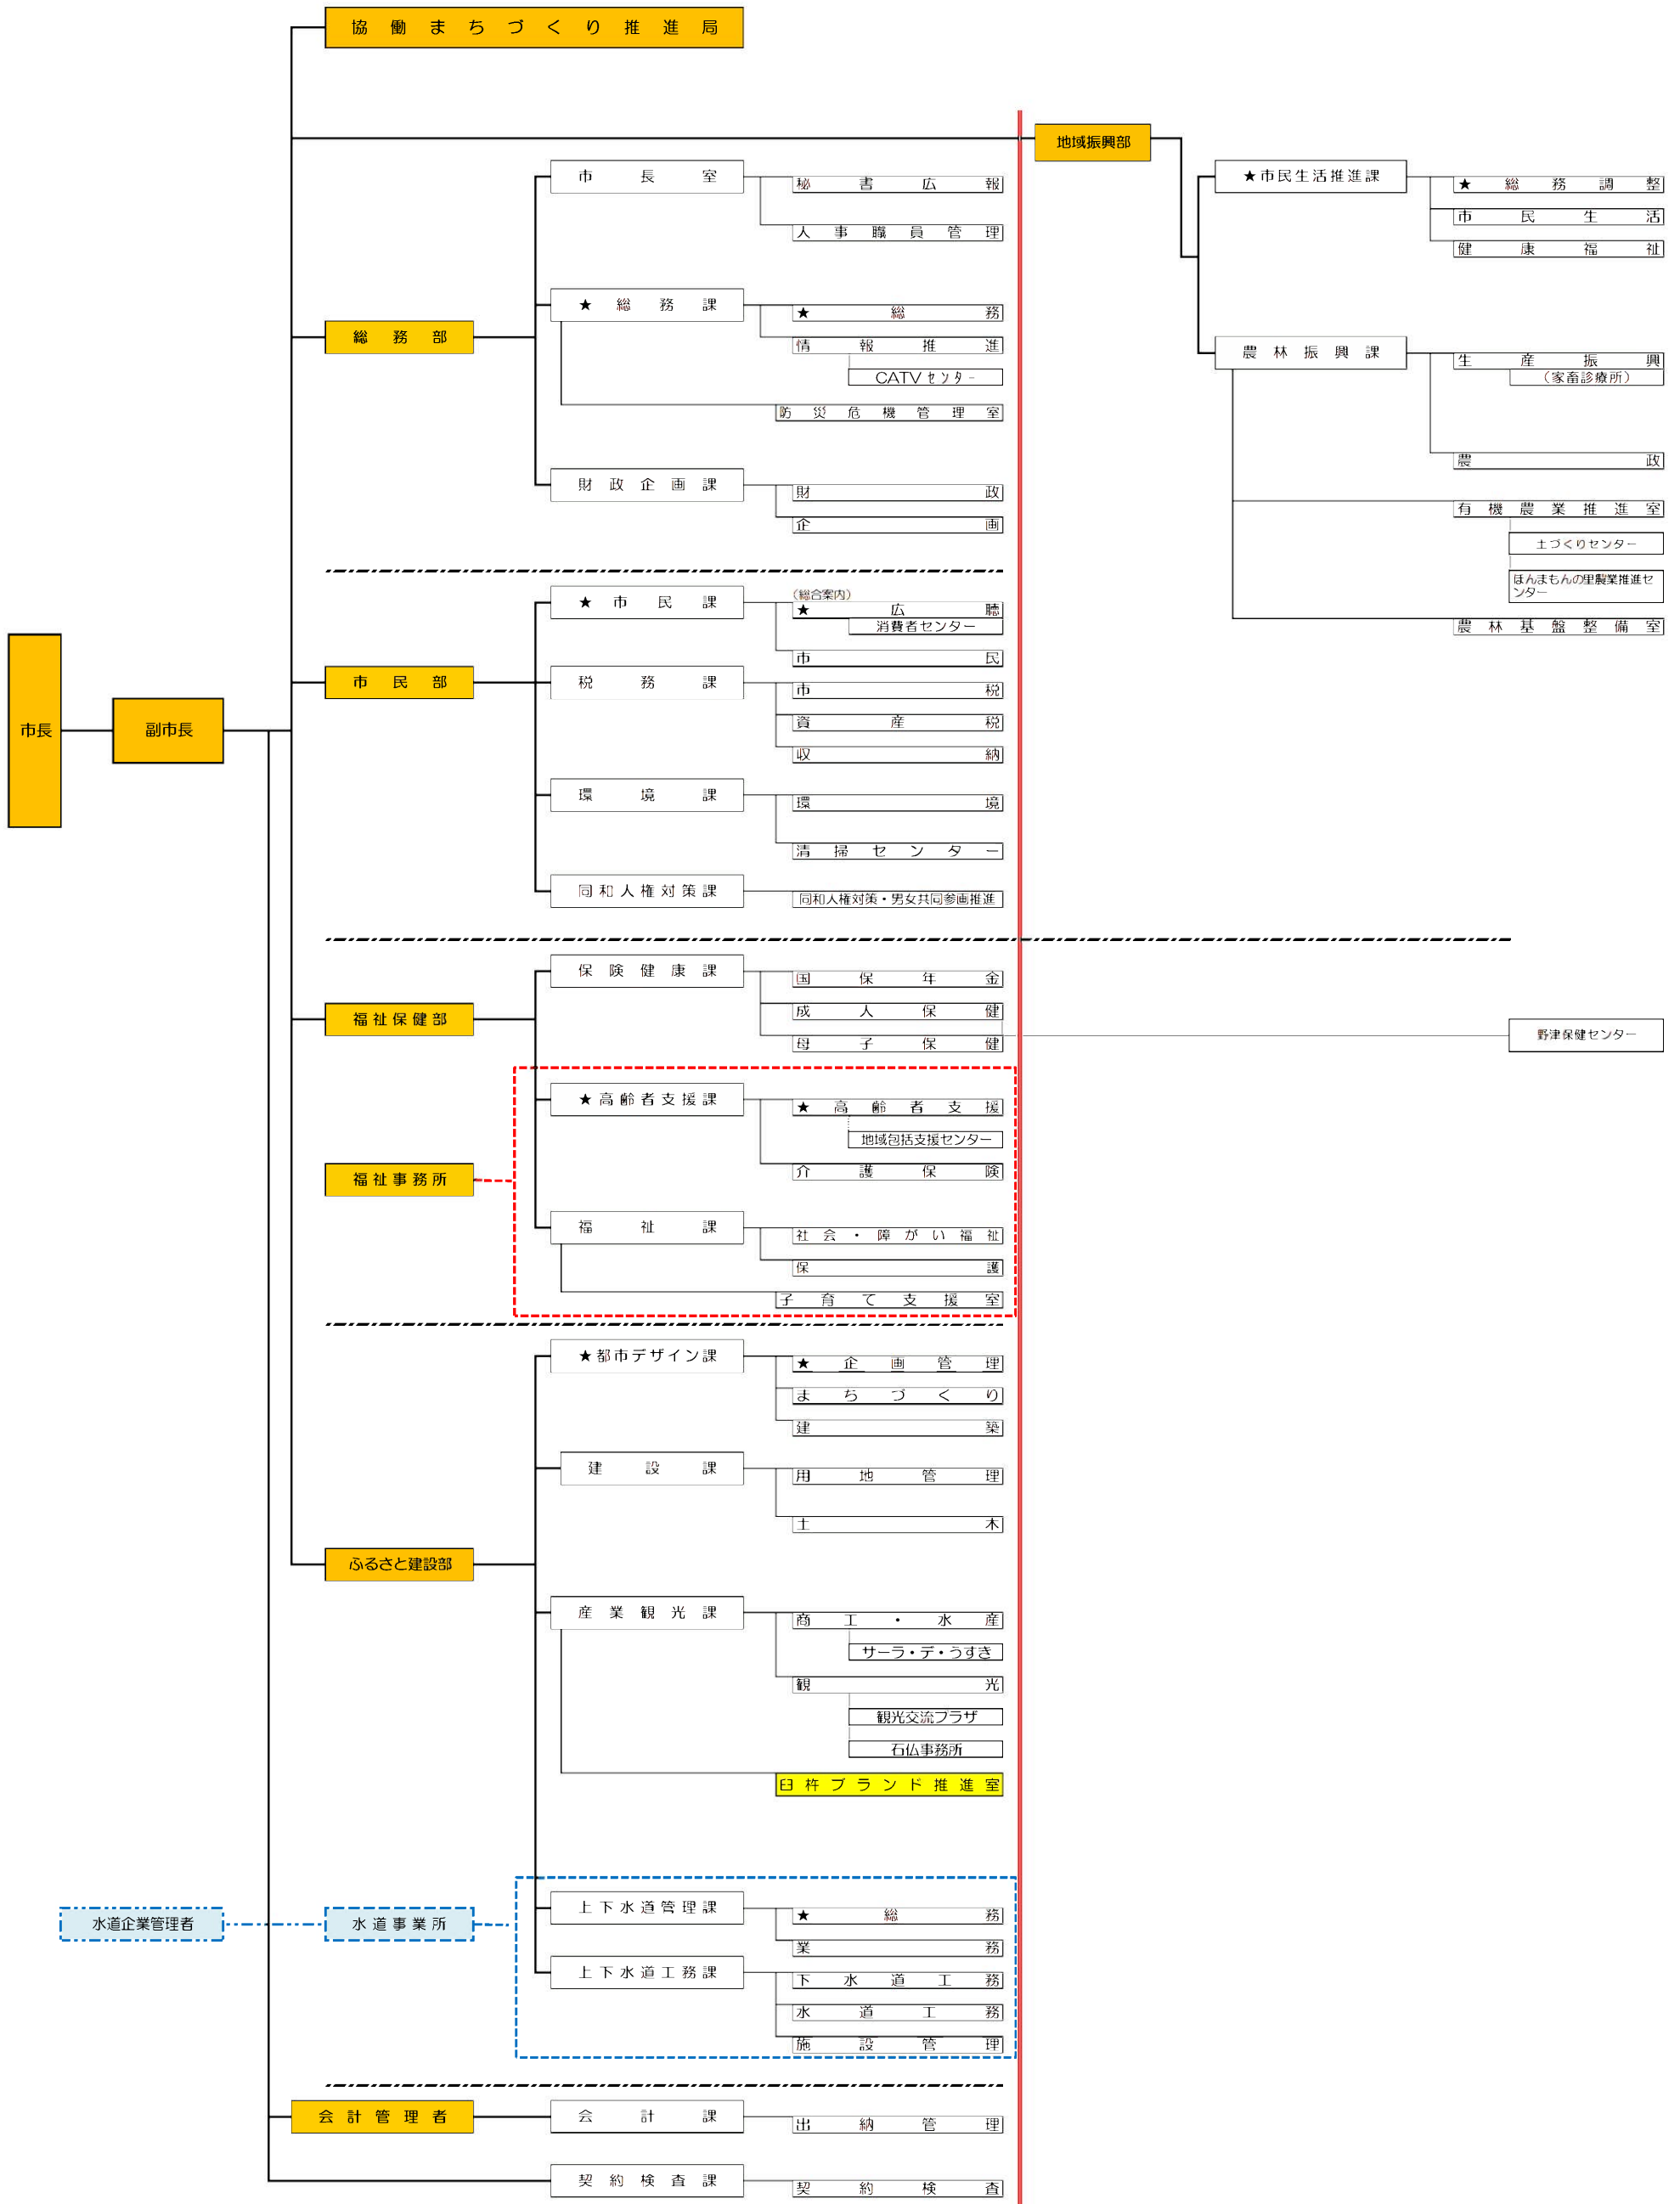 協働まちづくり推進局
地域振興部
市長室
秘書広報
人事職員管理
★市民生活推進課
★総務調整
市民生活
健康福祉
総務部
★総務課
★総務
情報推進
CATVセンター
防災危機管理室
農林振興課
生産振興
（家畜診療所）
農政
有機農業推進室
土づくりセンター
ほんまもんの里農業推進セ
ンター
農林基盤整備室
財政企画課
財政
企画
市長
副市長
市民部
★市民課
（総合案内）
★広聴
消費者センター
市民
税務課
市税
資産税
収納
環境課
環境
清掃センター
同和人権対策課
同和人権対策・男女共同参画推進
福祉保健部
保険健康課
国保年金
成人保健
母子保健
野津保健センター
福祉事務所
★高齢者支援課
★高齢者支援
地域包括支援センター
介護保険
福祉課
社会・障がい福祉
保護
子育て支援室
ふるさと建設部
★都市デザイン課
★企画管理
まちづくり
建築
建設課
用地管理
土木
産業観光課
商工・水産
サーラ・デ・うすき
観光
観光交流プラザ
石仏事務所
臼杵ブランド推進室
水道企業管理者
水道事業所
上下水道管理課
★総務
業務
上下水道工務課
下水道工務
水道工務
施設管理
会計管理者
会計課
出納管理
契約検査課
契約検査